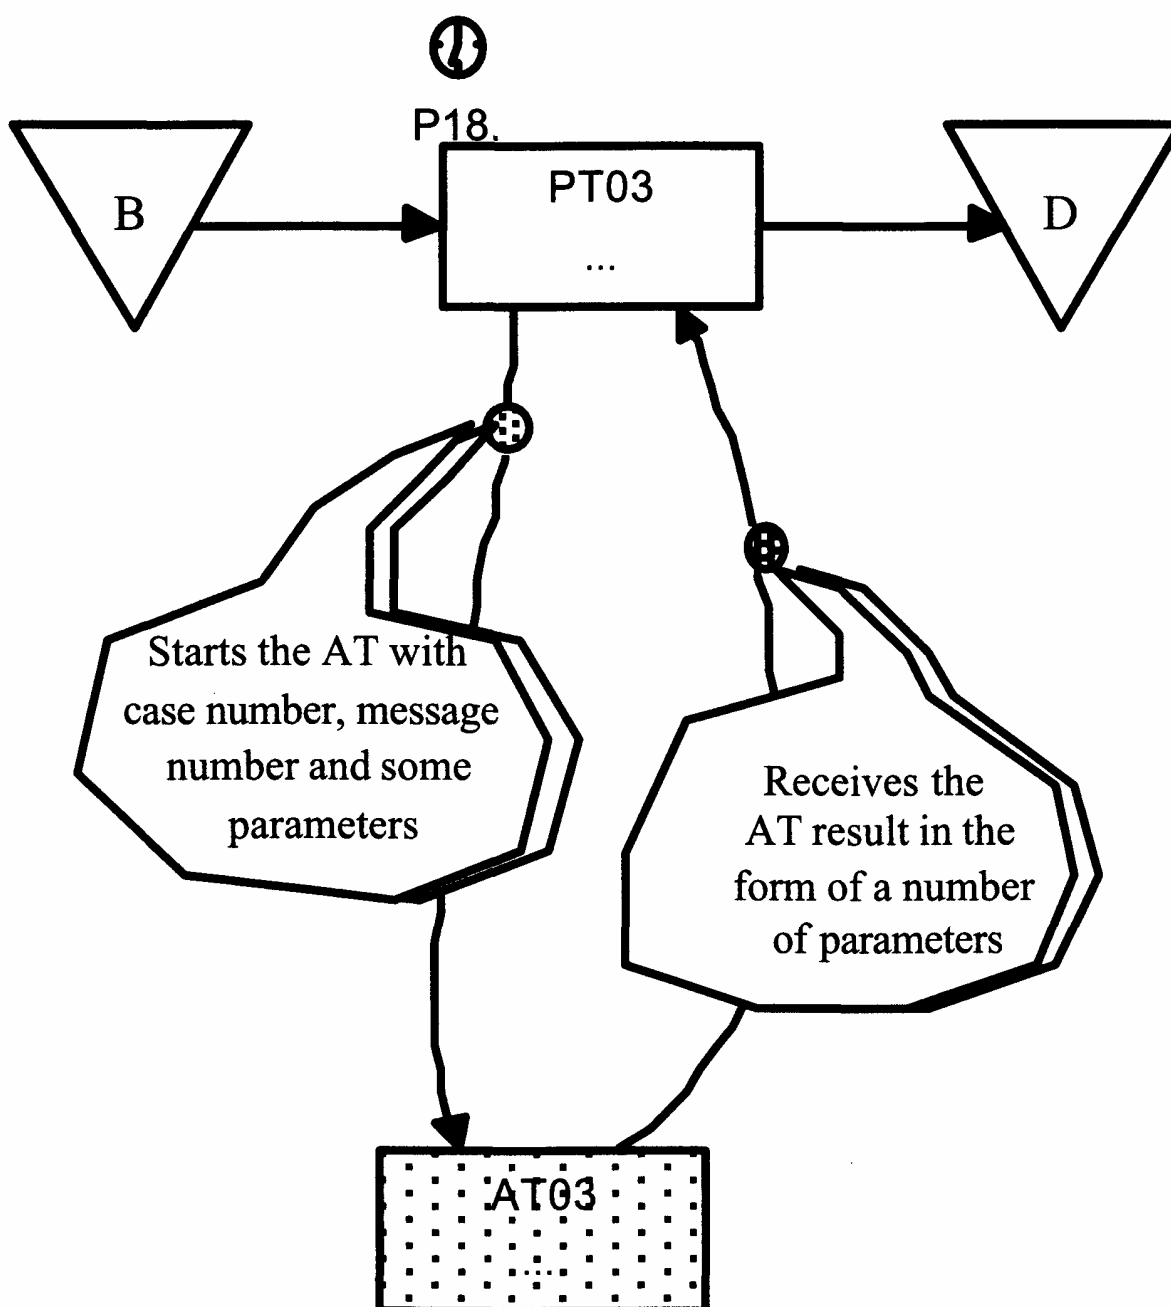 P18.
B
PT03
...
D
Starts the AT with
case number, message
number and some
parameters
Receives the
AT result in the
form of a number
of parameters
AT03
....